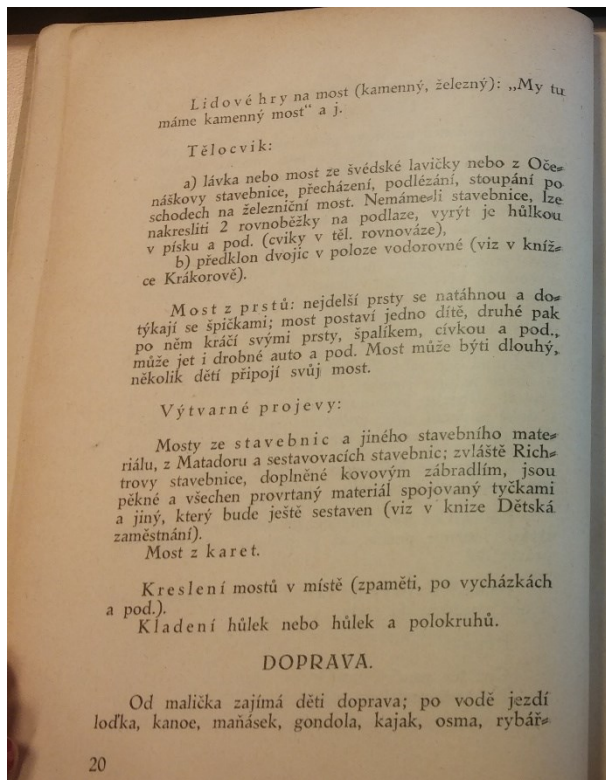 Lidové hry na most (kamenný, železný): „My tu
máme kamenný most“ a j.
Tělocvik:
a) lávka nebo most ze švédské lavičky nebo z Oče-
náškovy stavebnice, přecházení, podlézání, stoupání po
schodech na železniční most. Nemáme-li stavebnice, lze
nakresliti 2 rovnoběžky na podlaze, vyrýt je hůlkou
v písku a pod. (cviky v těl. rovnováze),
b) předklon dvojic v poloze vodorovné (viz v kníž-
ce Krákorově).
Most z prstů: nejdelší prsty se natáhnou a do-
týkají se špičkami; most postaví jedno dítě, druhé pak
po něm kráčí svými prsty, špalíkem, cívkou a pod.,
může jet i drobné auto a pod. Most může býti dlouhý,
několik dětí připojí svůj most.
Výtvarné projevy:
Mosty ze stavebnic a jiného stavebního mate-
riálu, z Matadoru a sestavovacích stavebnic; zvláště Rich-
trovy stavebnice, doplněné kovovým zábradlím, jsou
pěkné a všechen provrtaný materiál spojovaný tyčkami
a jiný, který bude ještě sestaven (viz v knize Dětská
zaměstnání).
Most z karet.
Kreslení mostů v místě (zpaměti, po vycházkách
a pod.).
Kladení hůlek nebo hůlek a polokruhů.
DOPRAVA.
Od malička zajímá děti doprava; po vodě jezdí
loďka, kanoe, maňásek, gondola, kajak, osma, rybář-
20